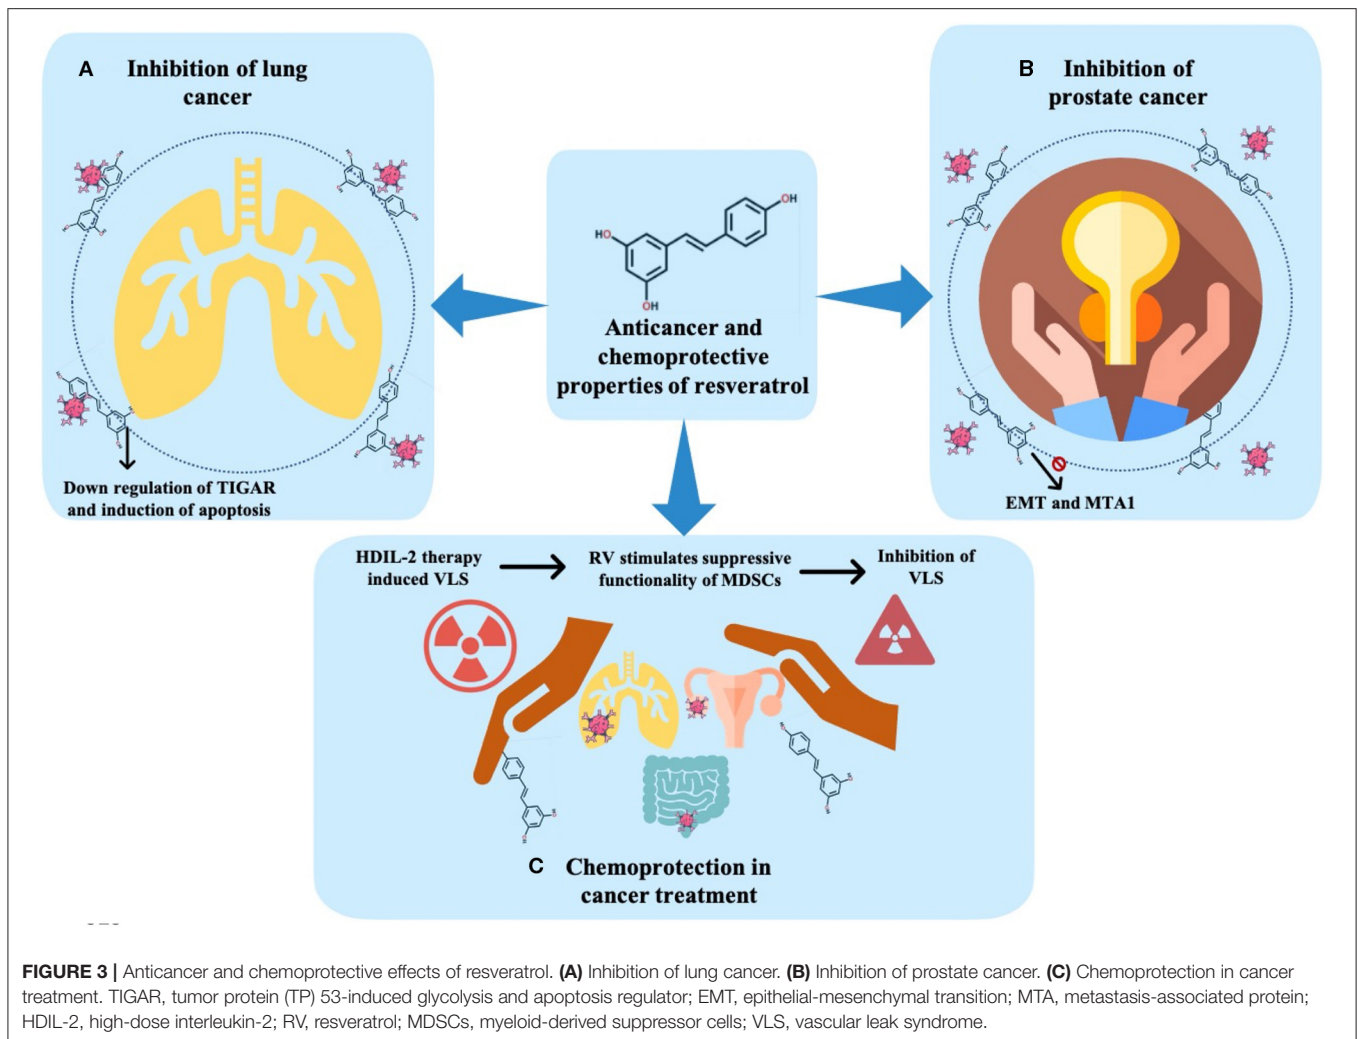 A
Inhibition of lung
cancer
B
Inhibition of
prostate cancer
OH
HO
OH
Anticancer and
chemoprotective
properties of resveratrol
Down regulation of TIGAR
and induction of apoptosis
EMT and MTA1
HDIL-2 therapy
induced VLS
RV stimulates suppressive
functionality of MDSCs
Inhibition of
VLS
C
Chemoprotection in
cancer treatment
FIGURE 3 | Anticancer and chemoprotective effects of resveratrol. (A) Inhibition of lung cancer. (B) Inhibition of prostate cancer. (C) Chemoprotection in cancer
treatment. TIGAR, tumor protein (TP) 53-induced glycolysis and apoptosis regulator; EMT, epithelial-mesenchymal transition; MTA, metastasis-associated protein;
HDIL-2, high-dose interleukin-2; RV, resveratrol; MDSCs, myeloid-derived suppressor cells; VLS, vascular leak syndrome.